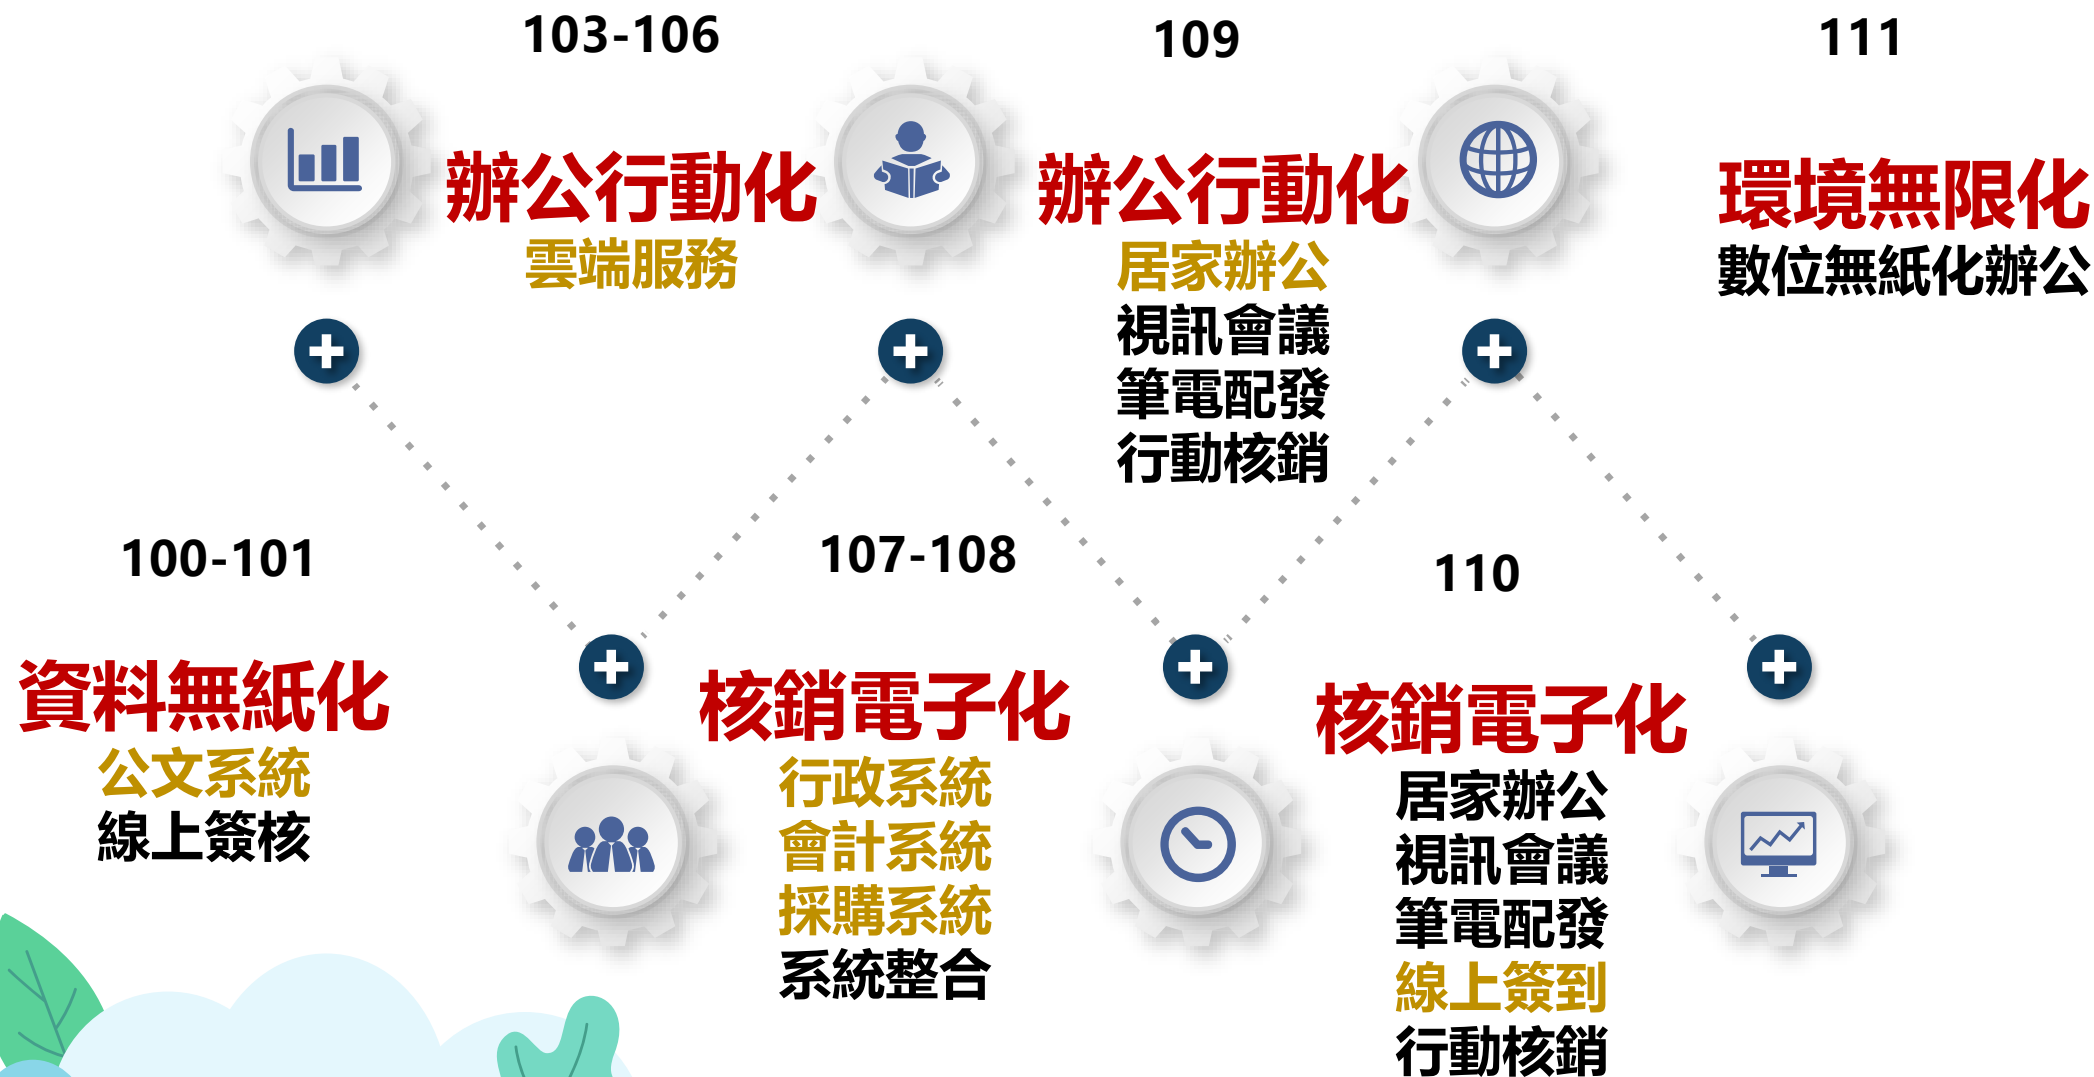 103-106
辦公行動化
雲端服務
109
辦公行動化
居家辦公
視訊會議
筆電配發
行動核銷
111
環境無限化
數位無紙化辦公
100-101
資料無紙化
公文系統
線上簽核
107-108
核銷電子化
行政系統
會計系統
採購系統
系統整合
110
核銷電子化
居家辦公
視訊會議
筆電配發
線上簽到
行動核銷